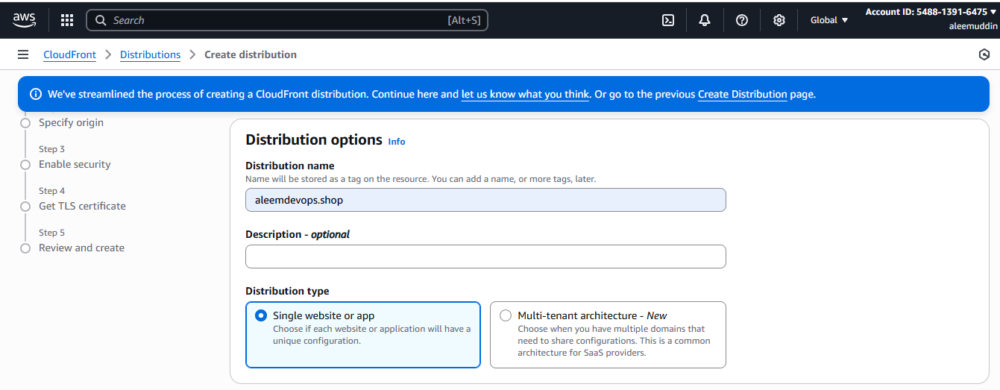 aws
Search
[Alt+S]
Global
Account ID: 5488-1391-6475
aleemuddin
CloudFront
Distributions
Create distribution
We've streamlined the process of creating a CloudFront distribution. Continue here and let us know what you think. Or go to the previous Create Distribution page.
Specify origin
Step 3
Enable security
Step 4
Get TLS certificate
Step 5
Review and create
Distribution options Info
Distribution name
Name will be stored as a tag on the resource. You can add a name, or more tags, later.
aleemdevops.shop
Description - optional
Distribution type
Single website or app
Choose if each website or application will have a
unique configuration.
Multi-tenant architecture - New
Choose when you have multiple domains that
need to share configurations. This is a common
architecture for SaaS providers.